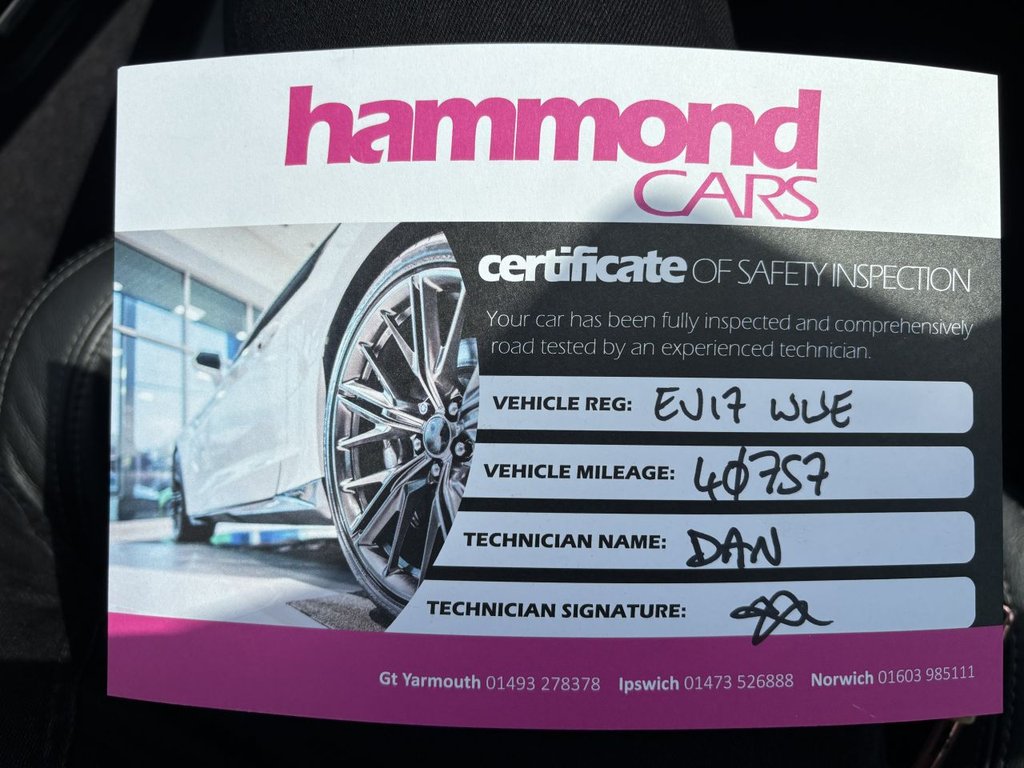 hammond
CARS
certificate OF SAFETY INSPECTION
Your car has been fully inspected and comprehensively
road tested by an experienced technician.
VEHICLE REG: EJ17 WUE
VEHICLE MILEAGE: 40757
TECHNICIAN NAME: DAN
TECHNICIAN SIGNATURE:
Gt Yarmouth 01493 278378 Ipswich 01473 526888 Norwich 01603 985111